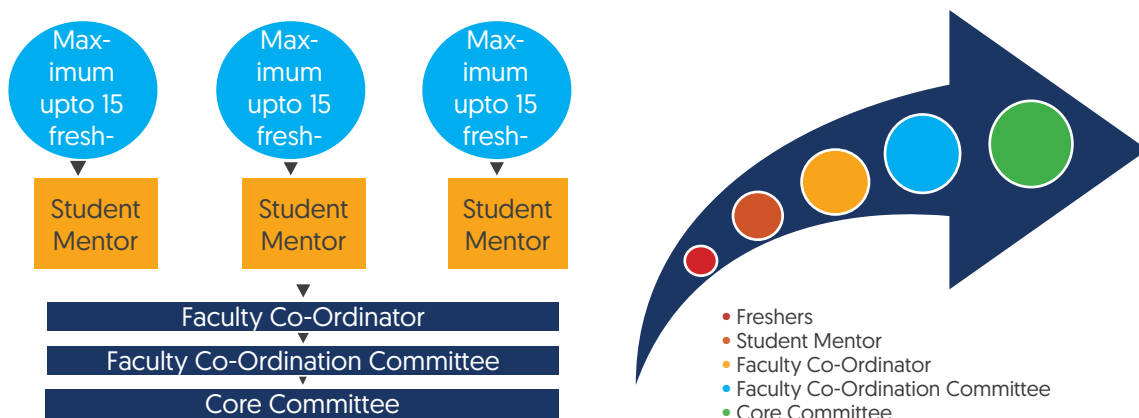 Max-
imum
upto 15
fresh-
Max-
imum
upto 15
fresh-
Max-
imum
upto 15
fresh-
Student
Mentor
Student
Mentor
Student
Mentor
Faculty Co-Ordinator
Faculty Co-Ordination Committee
Core Committee
• Freshers
• Student Mentor
• Faculty Co-Ordinator
• Faculty Co-Ordination Committee
• Core Committee